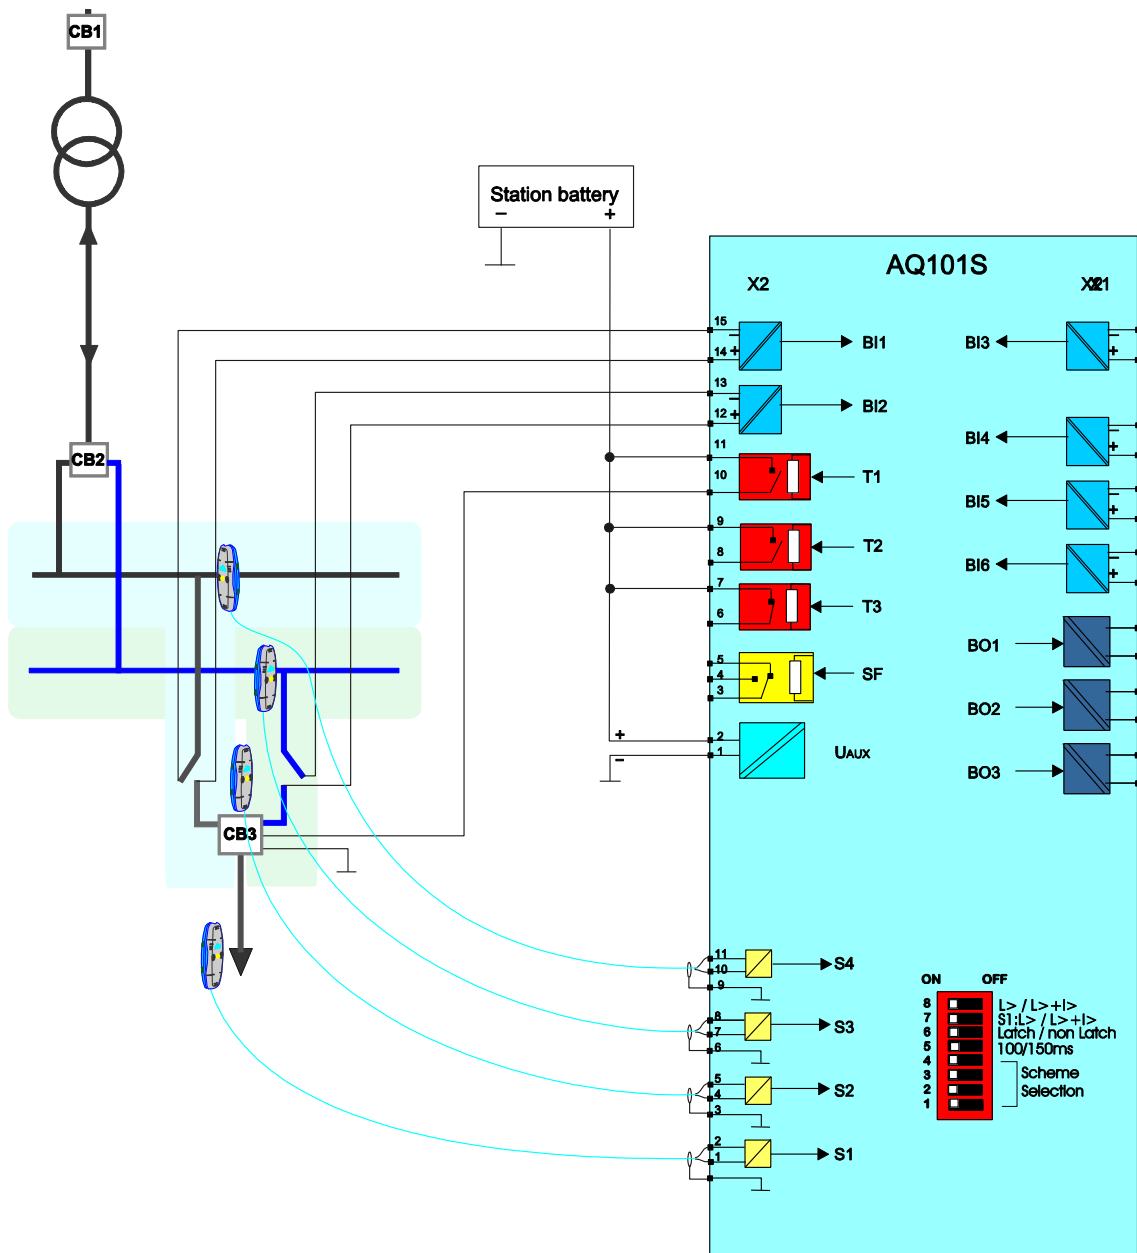 CB1
Station battery
− +
AQ101S
X2
X2 X1
15
−
+
14
BI1
BI3
−
+
13
−
+
12
BI2
BI4
−
+
CB2
11
10
T1
BI5
−
+
9
8
T2
BI6
−
+
7
6
T3
BO1
5
4
3
SF
BO2
+
2
−
1
UAUX
BO3
CB3
11
10
9
S4
ON OFF
8 L> / L>+I>
7 S1:L> / L>+I>
6 Latch / non Latch
5 100/150ms
4
3 Scheme
2 Selection
1
8
7
6
S3
5
4
3
S2
2
1
S1